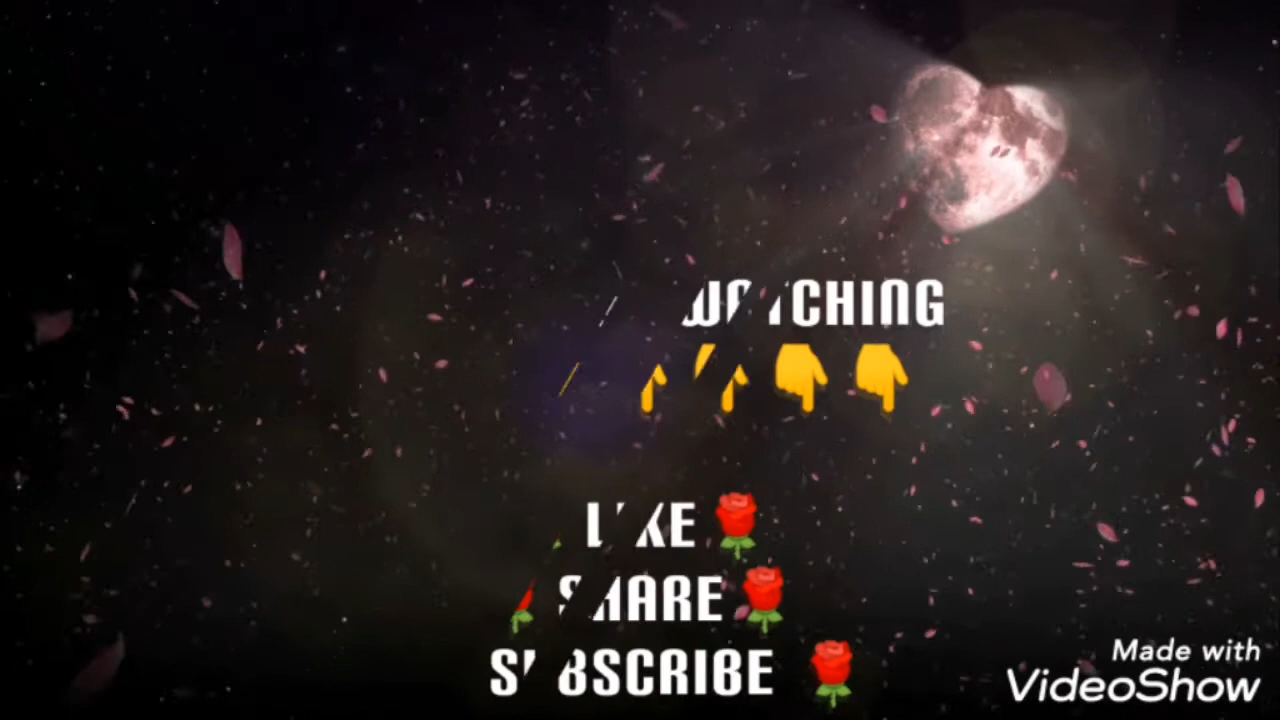 WATCHING
👇👇👇👇
LIKE 🌹
🌹 SHARE 🌹
SUBSCRIBE 🌹
Made with
VideoShow